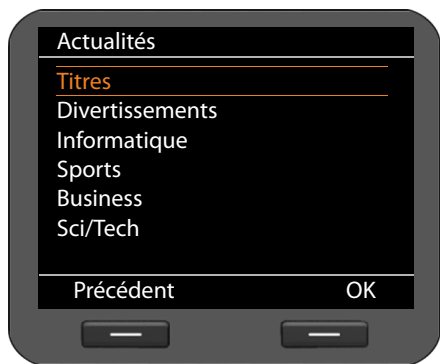 Actualités
Titres
Divertissements
Informatique
Sports
Business
Sci/Tech
Précédent OK